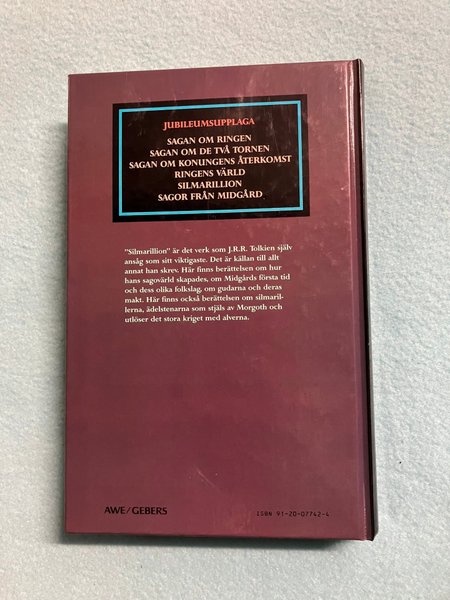 JUBILEUMSUPPLAGA
SAGAN OM RINGEN
SAGAN OM DE TVÅ TORNEN
SAGAN OM KONUNGENS ÅTERKOMST
RINGENS VÄRLD
SILMARILLION
SAGOR FRÅN MIDGÅRD
"Silmarillion" är det verk som J.R.R. Tolkien själv
ansåg som sitt viktigaste. Det är källan till allt
annat han skrev. Här finns berättelsen om hur
hans sagovärld skapades, om Midgårds första tid
och dess olika folkslag, om gudarna och deras
makt. Här finns också berättelsen om silmaril-
lerna, ädelstenarna som stjäls av Morgoth och
utlöser det stora kriget med alverna.
AWE/GEBERS
ISBN 91-20-07742-4